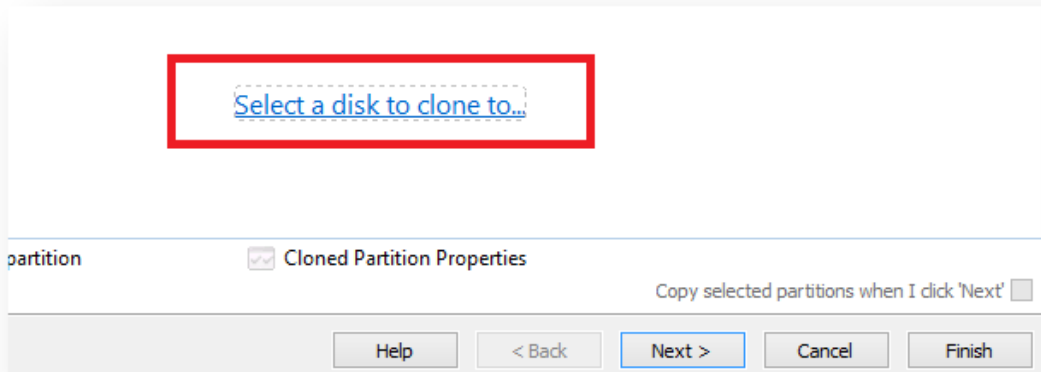 Select a disk to clone to...
partition
Cloned Partition Properties
Copy selected partitions when I click 'Next'
Help
< Back
Next >
Cancel
Finish